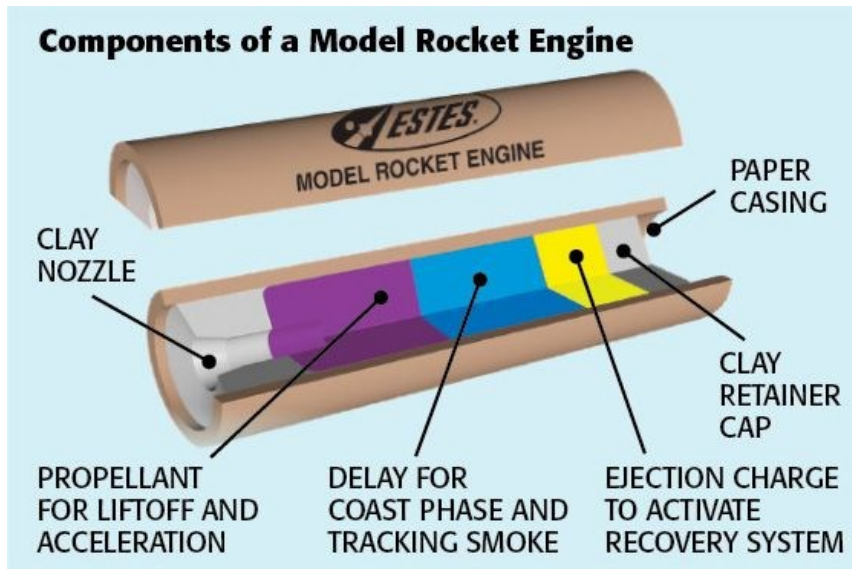 Components of a Model Rocket Engine
ESTES
MODEL ROCKET ENGINE
PAPER
CASING
CLAY
NOZZLE
CLAY
RETAINER
CAP
PROPELLANT
FOR LIFTOFF AND
ACCELERATION
DELAY FOR
COAST PHASE AND
TRACKING SMOKE
EJECTION CHARGE
TO ACTIVATE
RECOVERY SYSTEM